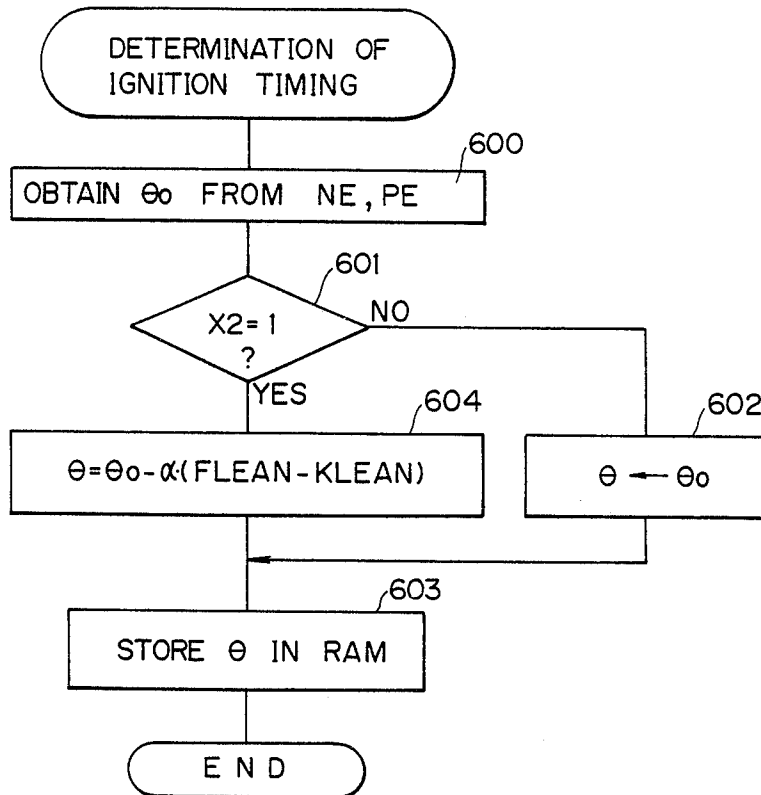 DETERMINATION OF
IGNITION TIMING
600
OBTAIN Θo FROM NE, PE
601
X2=1
?
NO
YES
604
Θ=Θo-α·(FLEAN-KLEAN)
602
Θ ← Θo
603
STORE Θ IN RAM
END